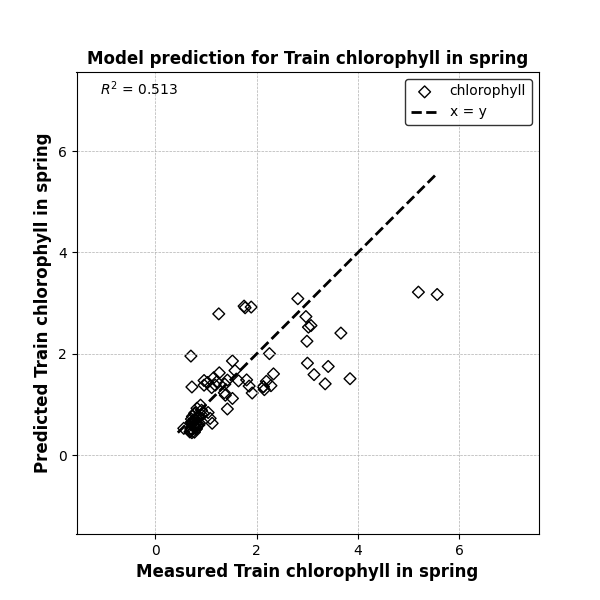 Model prediction for Train chlorophyll in spring
R² = 0.513
chlorophyll
x = y
Predicted Train chlorophyll in spring
6
4
2
0
0 2 4 6
Measured Train chlorophyll in spring